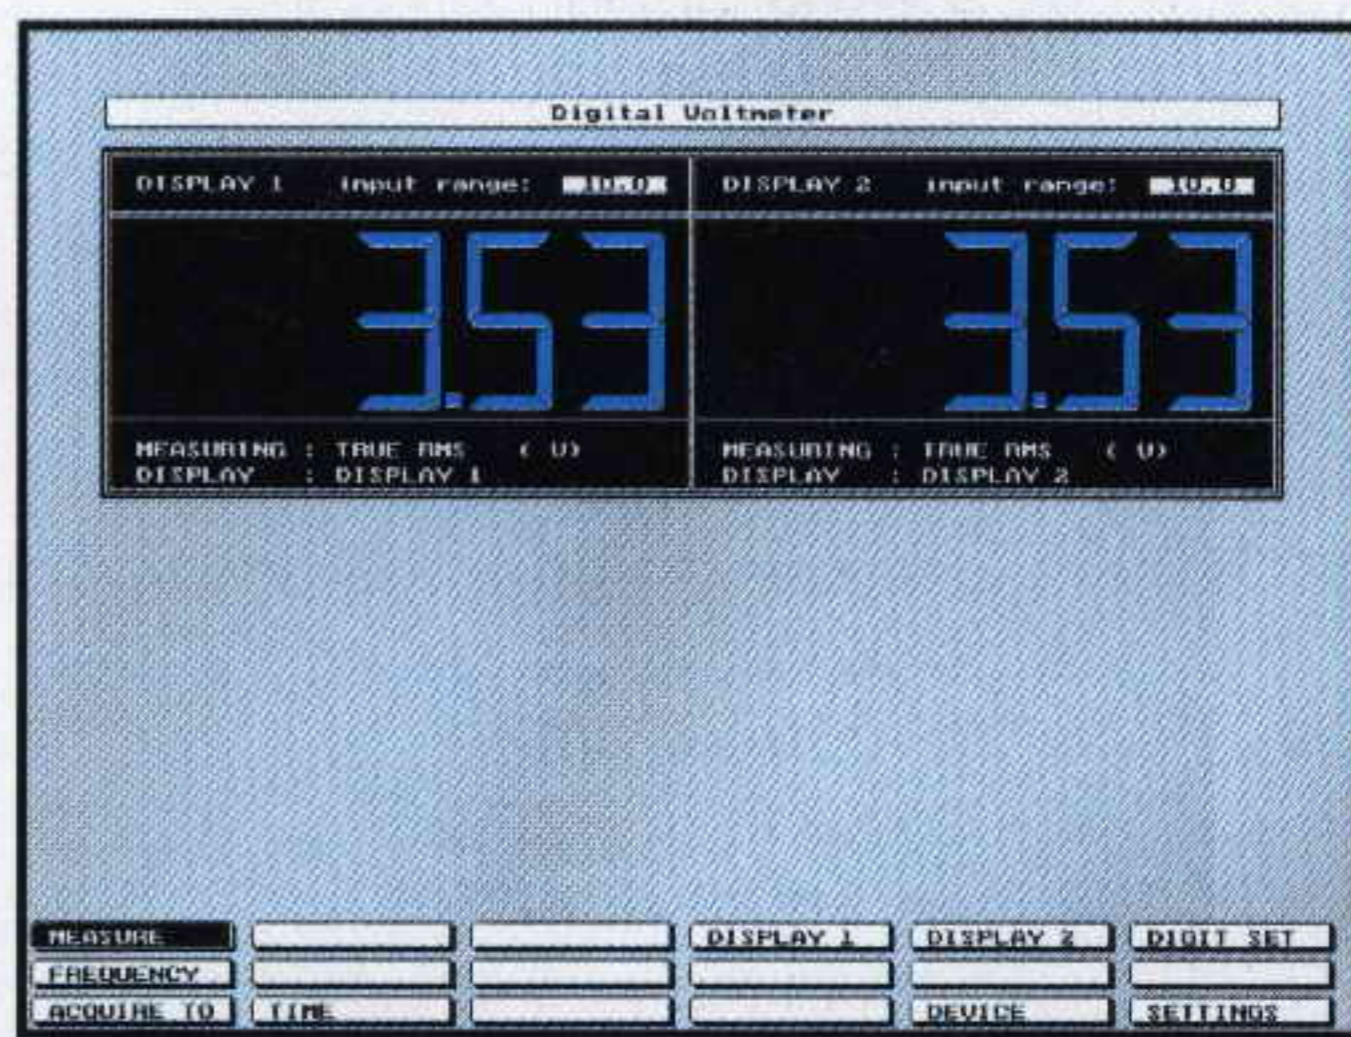 Digital Voltmeter
DISPLAY 1 input range:
DISPLAY 2 input range:
3.53
3.53
MEASURING : TRUE RMS ( V)
DISPLAY : DISPLAY 1
MEASURING : TRUE RMS ( V)
DISPLAY : DISPLAY 2
MEASURE DISPLAY 1 DISPLAY 2 DIGIT SET
FREQUENCY
ACQUIRE TO TIME DEVICE SETTINGS